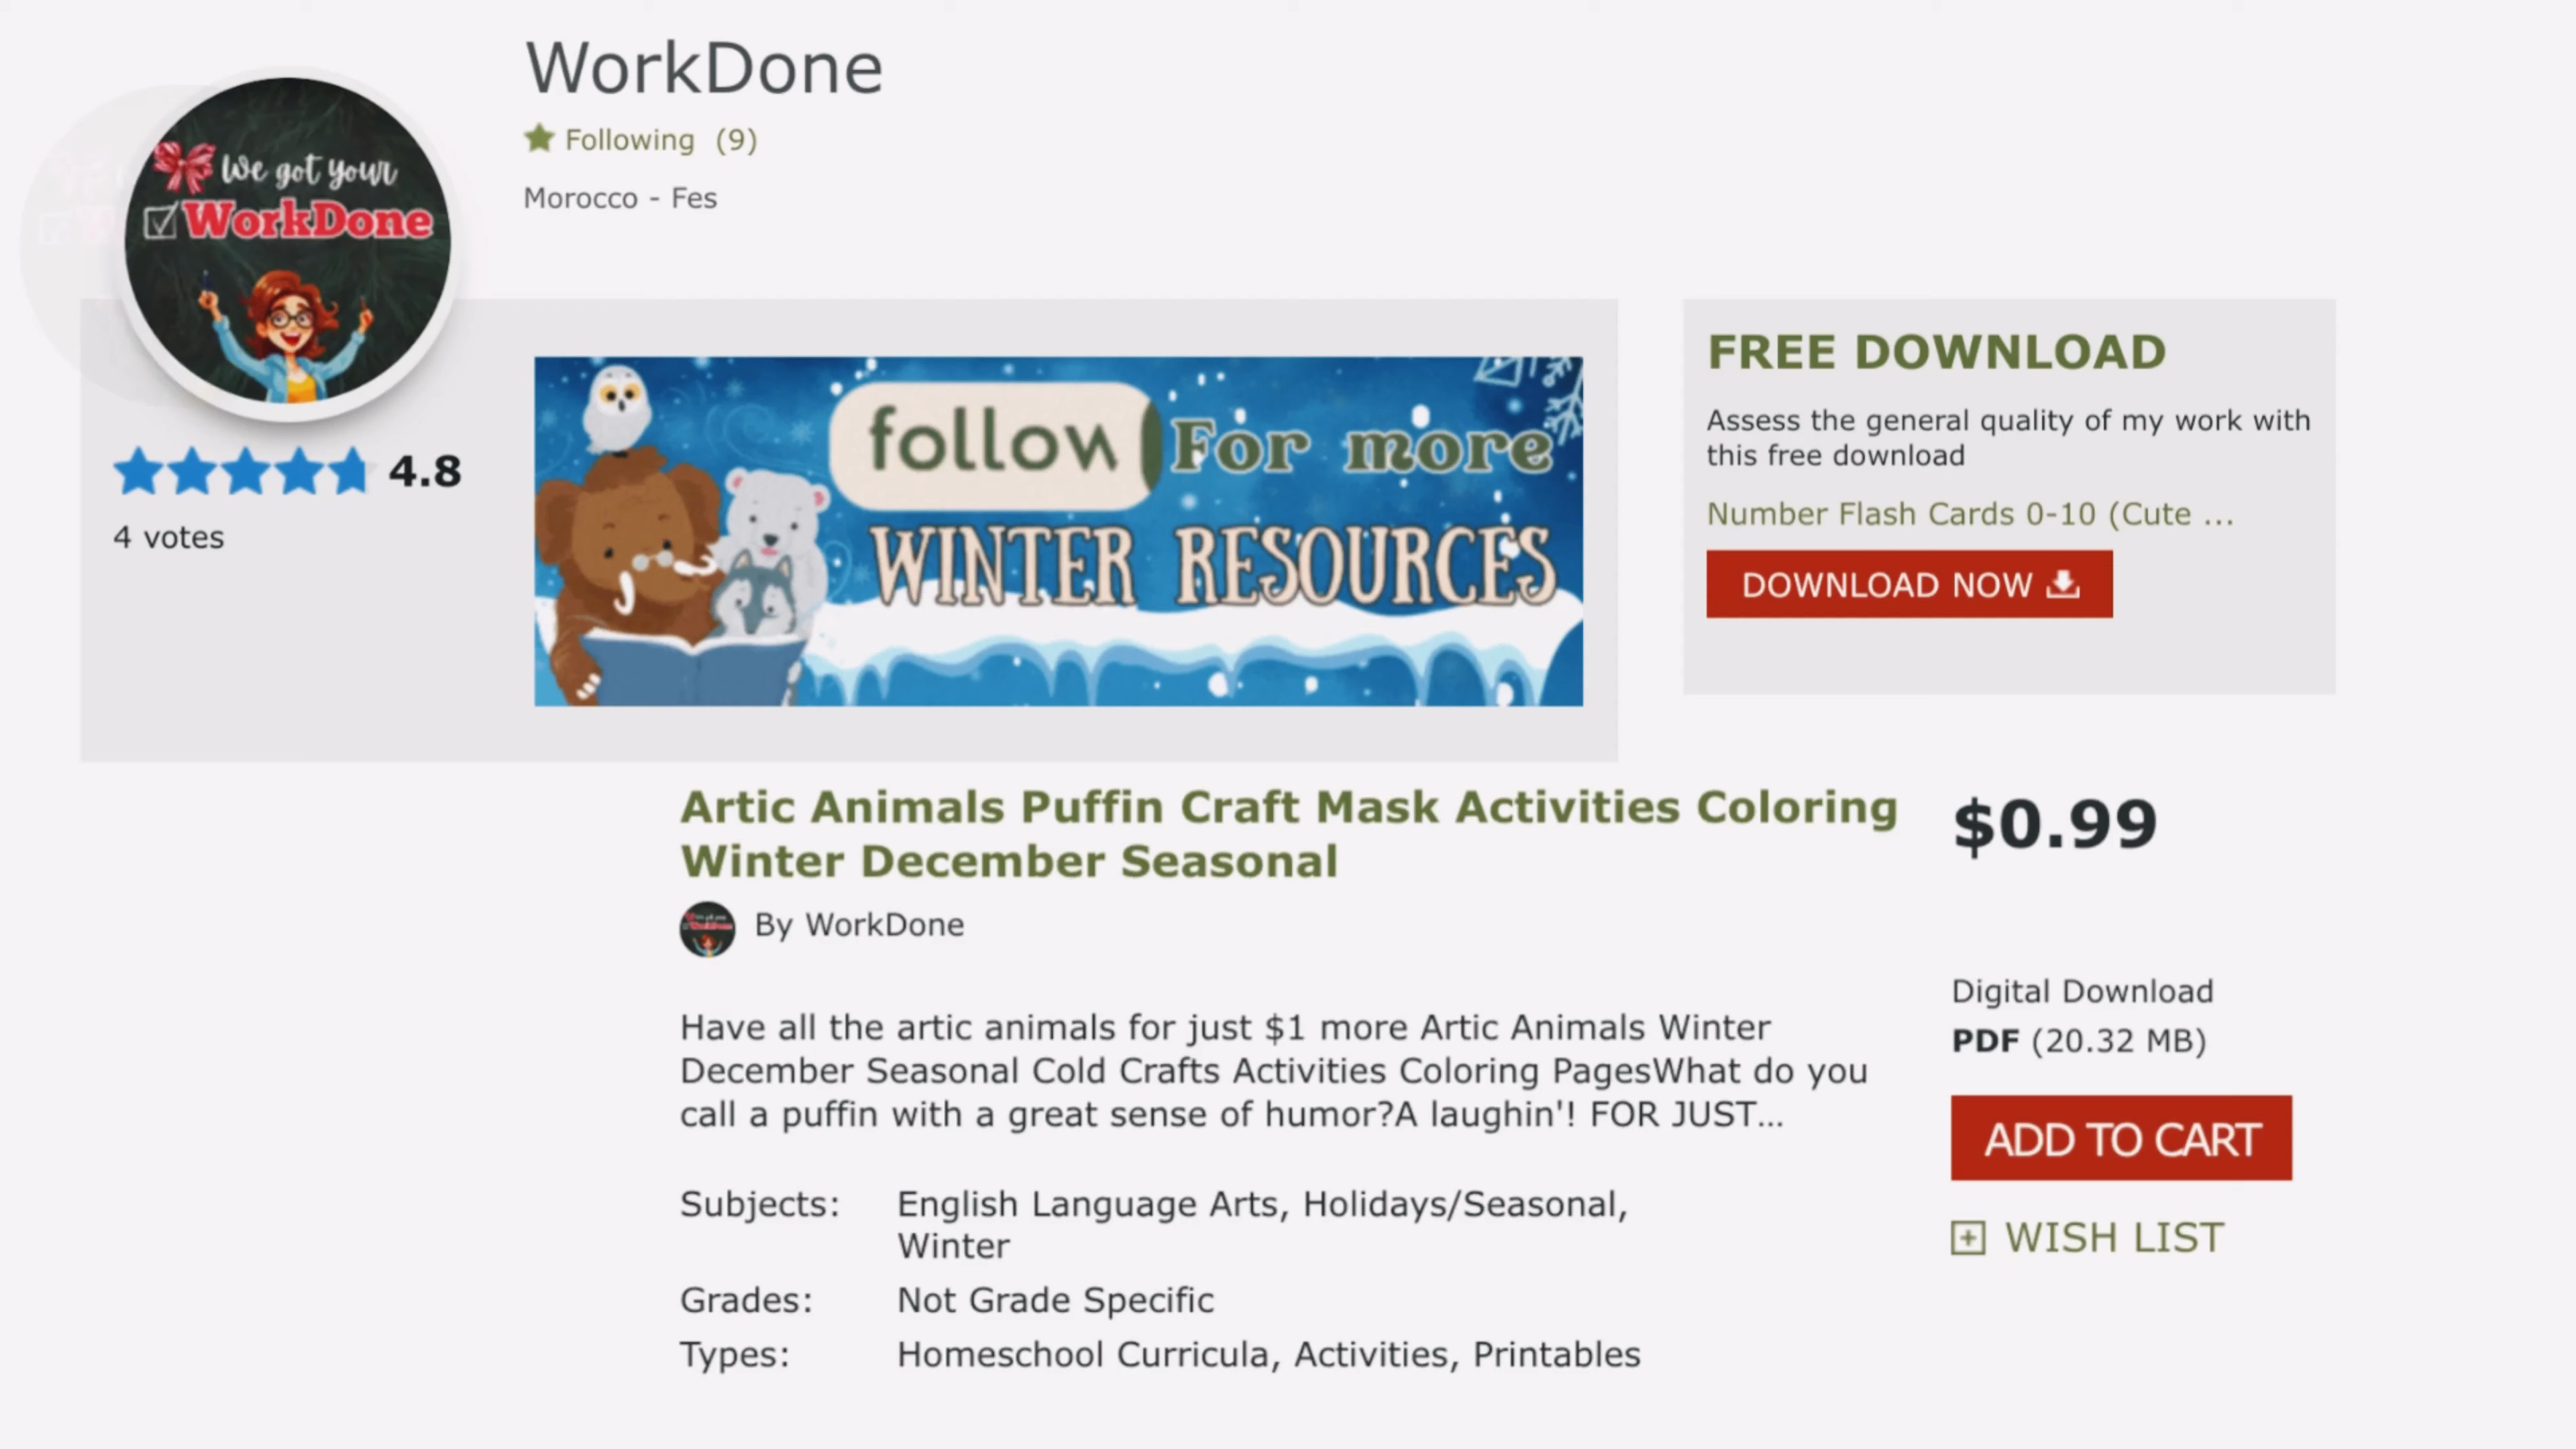 WorkDone
Following (9)
Morocco - Fes
We got your
WorkDone
4.8
4 votes
follow For more
WINTER RESOURCES
FREE DOWNLOAD
Assess the general quality of my work with
this free download
Number Flash Cards 0-10 (Cute ...
DOWNLOAD NOW
Artic Animals Puffin Craft Mask Activities Coloring
Winter December Seasonal
By WorkDone
Have all the artic animals for just $1 more Artic Animals Winter
December Seasonal Cold Crafts Activities Coloring PagesWhat do you
call a puffin with a great sense of humor?A laughin'! FOR JUST...
Subjects: English Language Arts, Holidays/Seasonal,
Winter
Grades: Not Grade Specific
Types: Homeschool Curricula, Activities, Printables
$0.99
Digital Download
PDF (20.32 MB)
ADD TO CART
WISH LIST